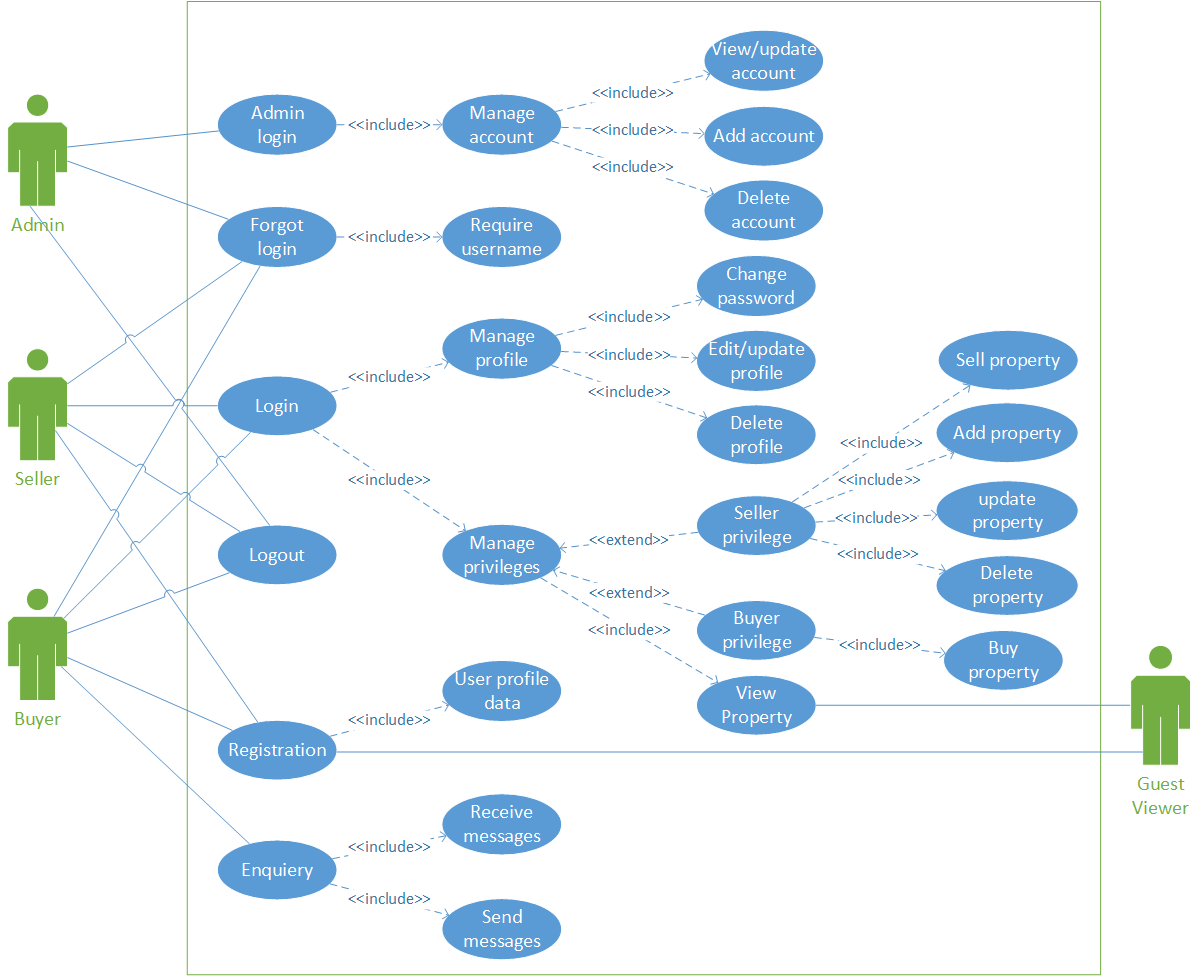 View/update
account
Admin
login
<<include>>
Manage
account
<<include>>
<<include>>
Add account
<<include>>
Delete
account
Admin
Forgot
login
<<include>>
Require
username
Change
password
<<include>>
Manage
profile
<<include>>
Edit/update
profile
<<include>>
Delete
profile
Sell property
Login
<<include>>
<<include>>
Seller
<<include>>
Add property
<<include>>
Seller
privilege
<<include>>
update
property
<<include>>
Delete
property
Logout
Manage
privileges
<<extend>>
<<extend>>
<<include>>
Buyer
privilege
<<include>>
Buy
property
View
Property
Buyer
User profile
data
<<include>>
Registration
Guest
Viewer
Receive
messages
<<include>>
Enquiery
<<include>>
Send
messages